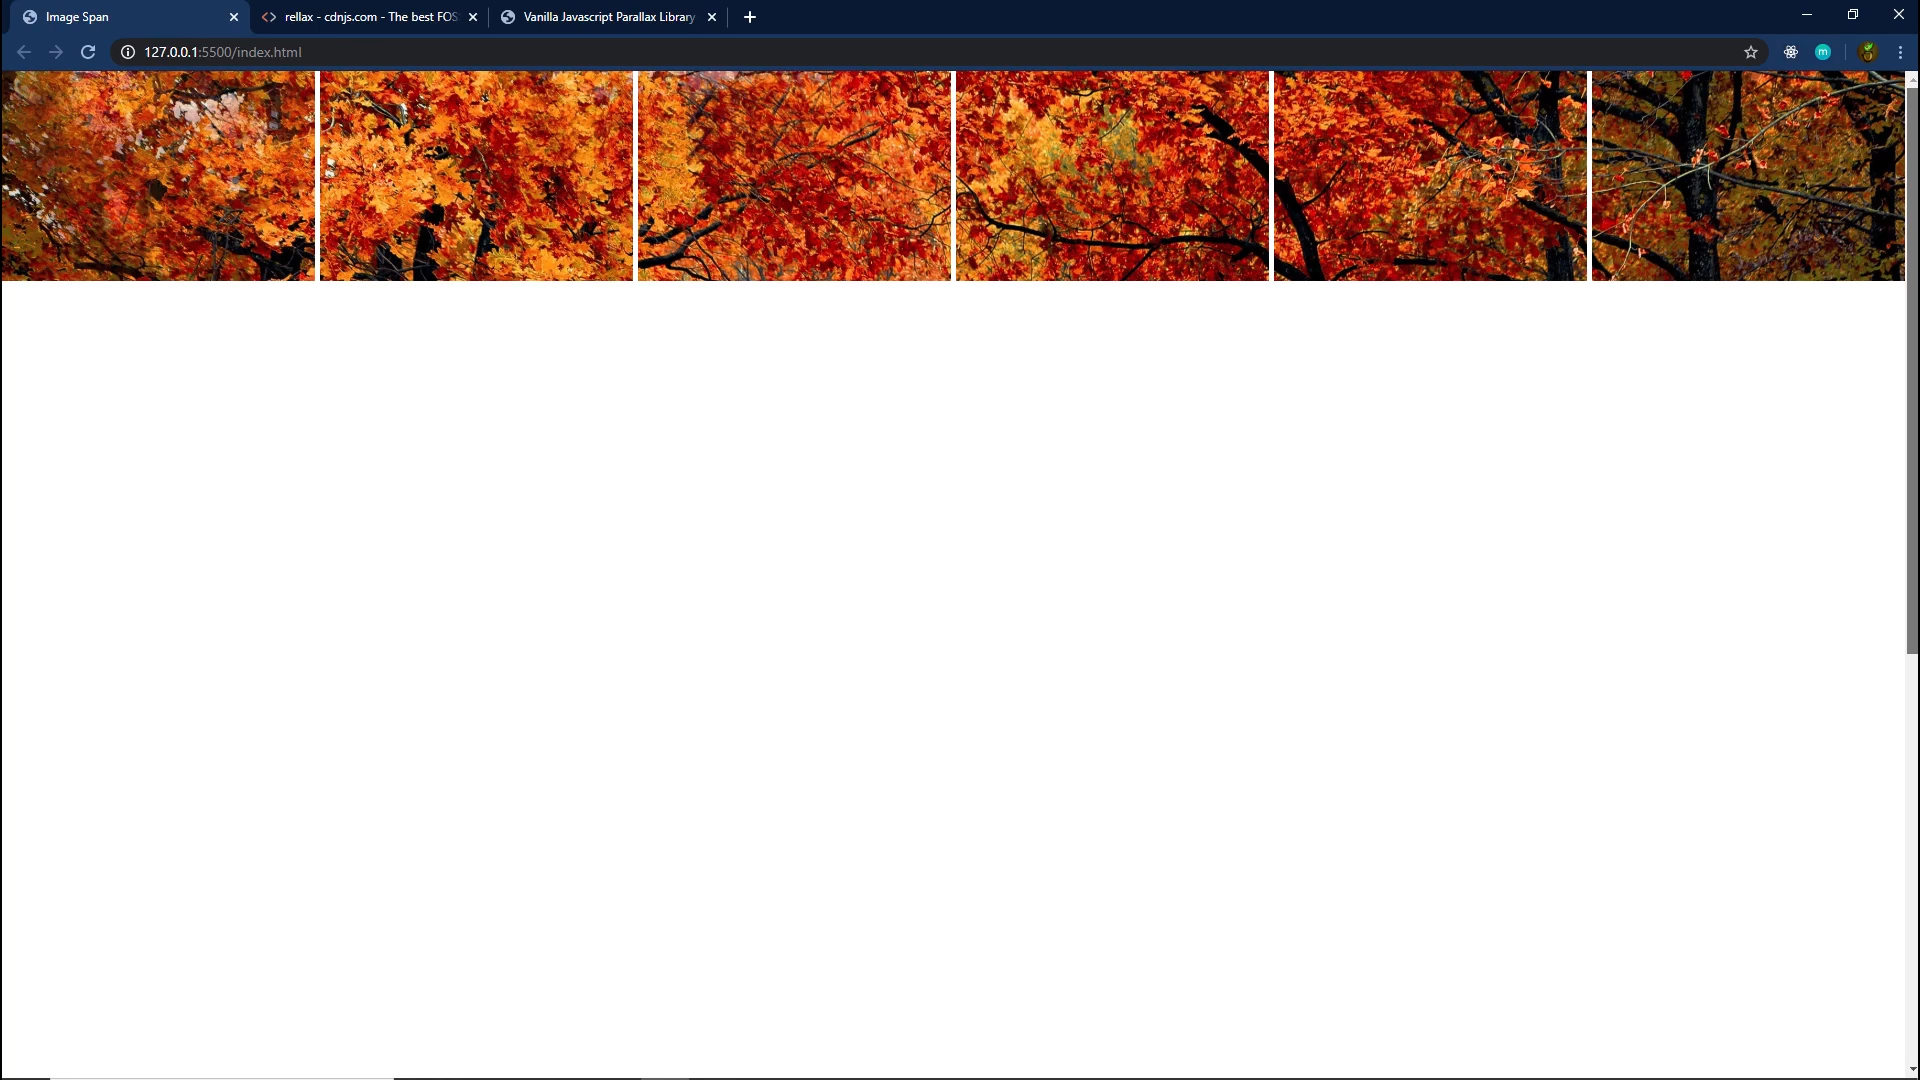 Image Span
rellax - cdnjs.com - The best FOS
Vanilla Javascript Parallax Library
127.0.0.1:5500/index.html
m